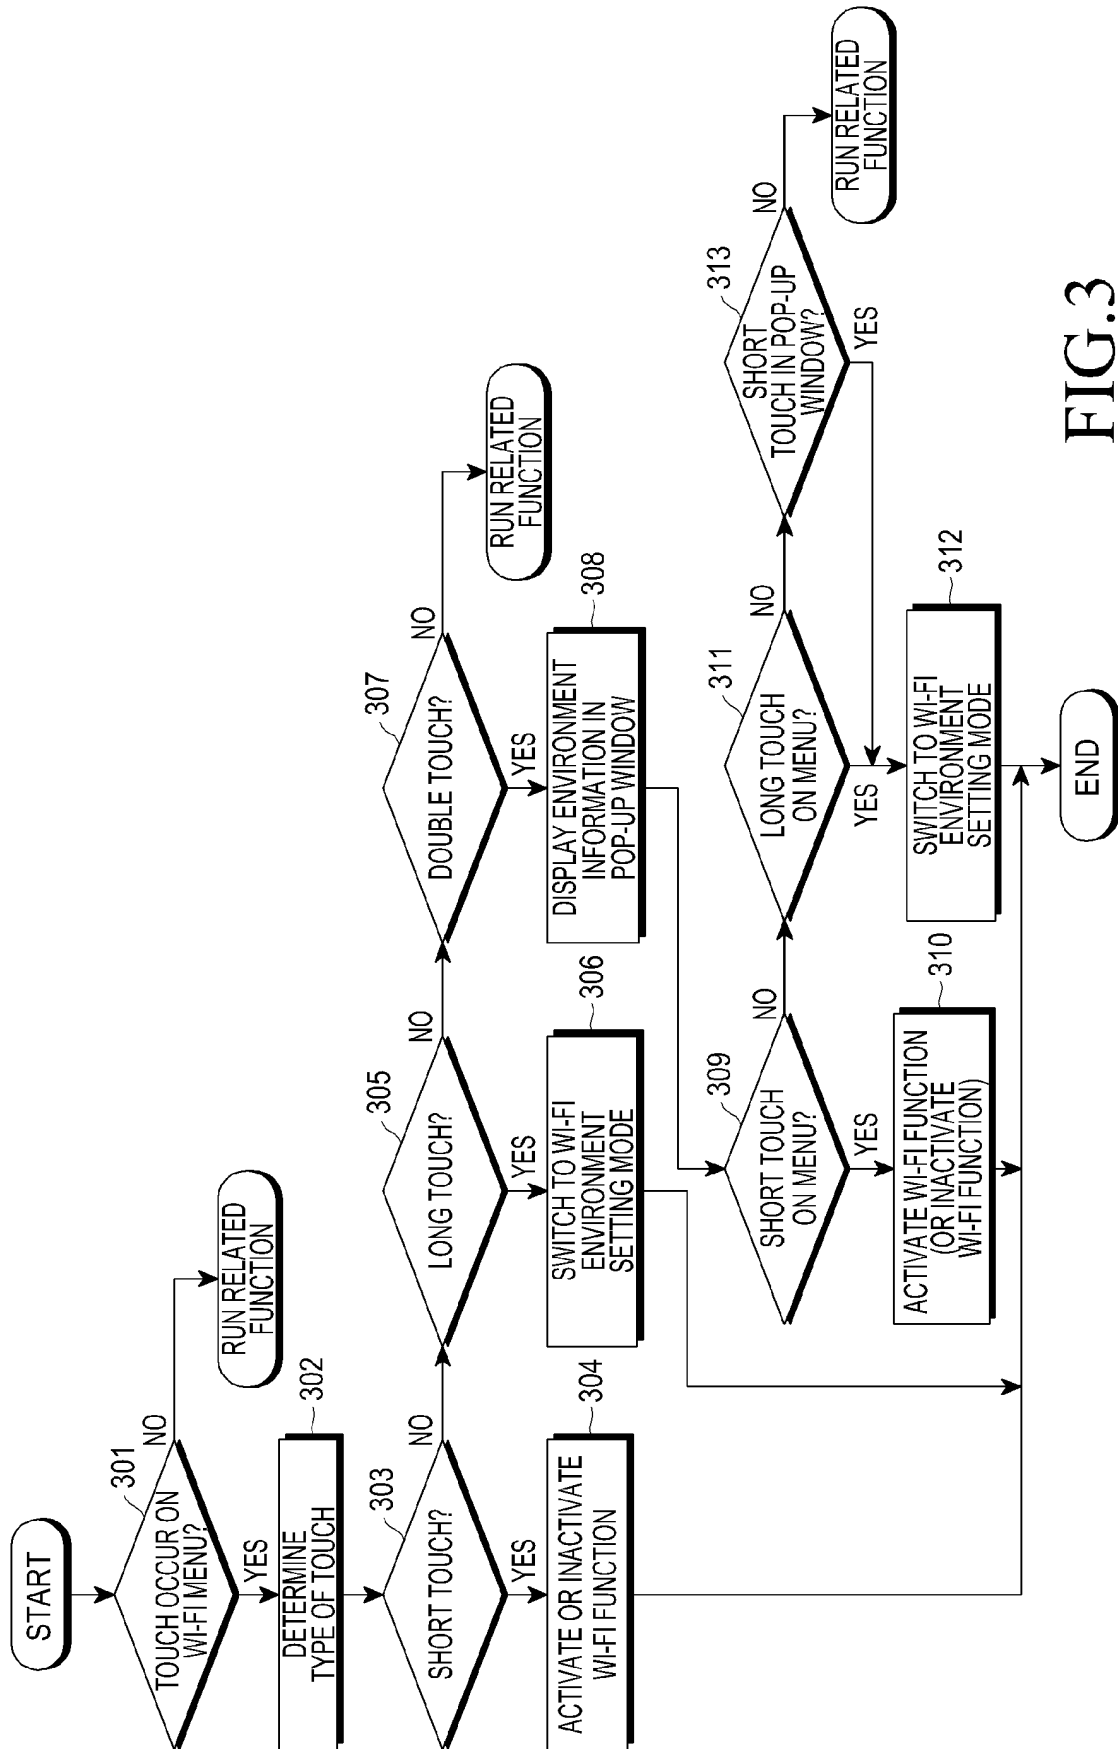 START
301
TOUCH OCCUR ON
WI-FI MENU?
NO
RUN RELATED
FUNCTION
YES
302
DETERMINE
TYPE OF TOUCH
303
SHORT TOUCH?
NO
YES
304
ACTIVATE OR INACTIVATE
WI-FI FUNCTION
305
LONG TOUCH?
NO
YES
306
SWITCH TO WI-FI
ENVIRONMENT
SETTING MODE
307
DOUBLE TOUCH?
NO
RUN RELATED
FUNCTION
YES
308
DISPLAY ENVIRONMENT
INFORMATION IN
POP-UP WINDOW
309
SHORT TOUCH
ON MENU?
NO
YES
310
ACTIVATE WI-FI FUNCTION
(OR INACTIVATE
WI-FI FUNCTION)
311
LONG TOUCH
ON MENU?
NO
YES
312
SWITCH TO WI-FI
ENVIRONMENT
SETTING MODE
313
SHORT
TOUCH IN POP-UP
WINDOW?
NO
RUN RELATED
FUNCTION
YES
END
FIG.3